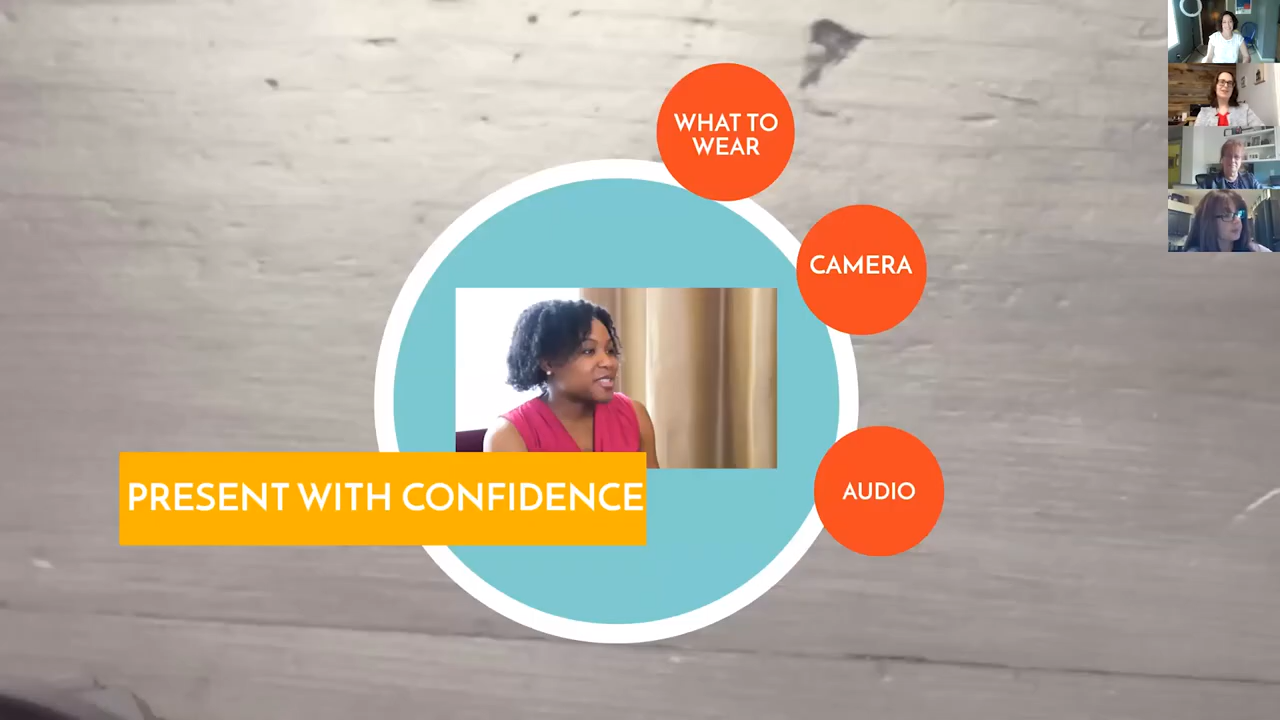 WHAT TO
WEAR
CAMERA
PRESENT WITH CONFIDENCE
AUDIO